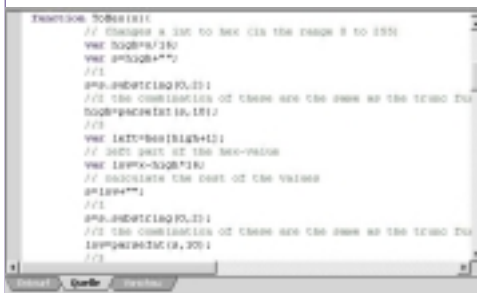 function ToHex(n){
// Changes a int to hex (in the range 0 to 255)
var high=n/16;
var s=high+"";
//1
s=s.substring(0,2);
//2 the combination of these are the same as the trunc fu
high=parseInt(s,10);
//3
var left=hex[high+1];
// left part of the hex-value
var low=n-high*16;
// calculate the rest of the values
s=low+"";
//1
s=s.substring(0,2);
//2 the combination of these are the same as the trunc fu
low=parseInt(s,10);
//3
Entwurf Quelle Vorschau